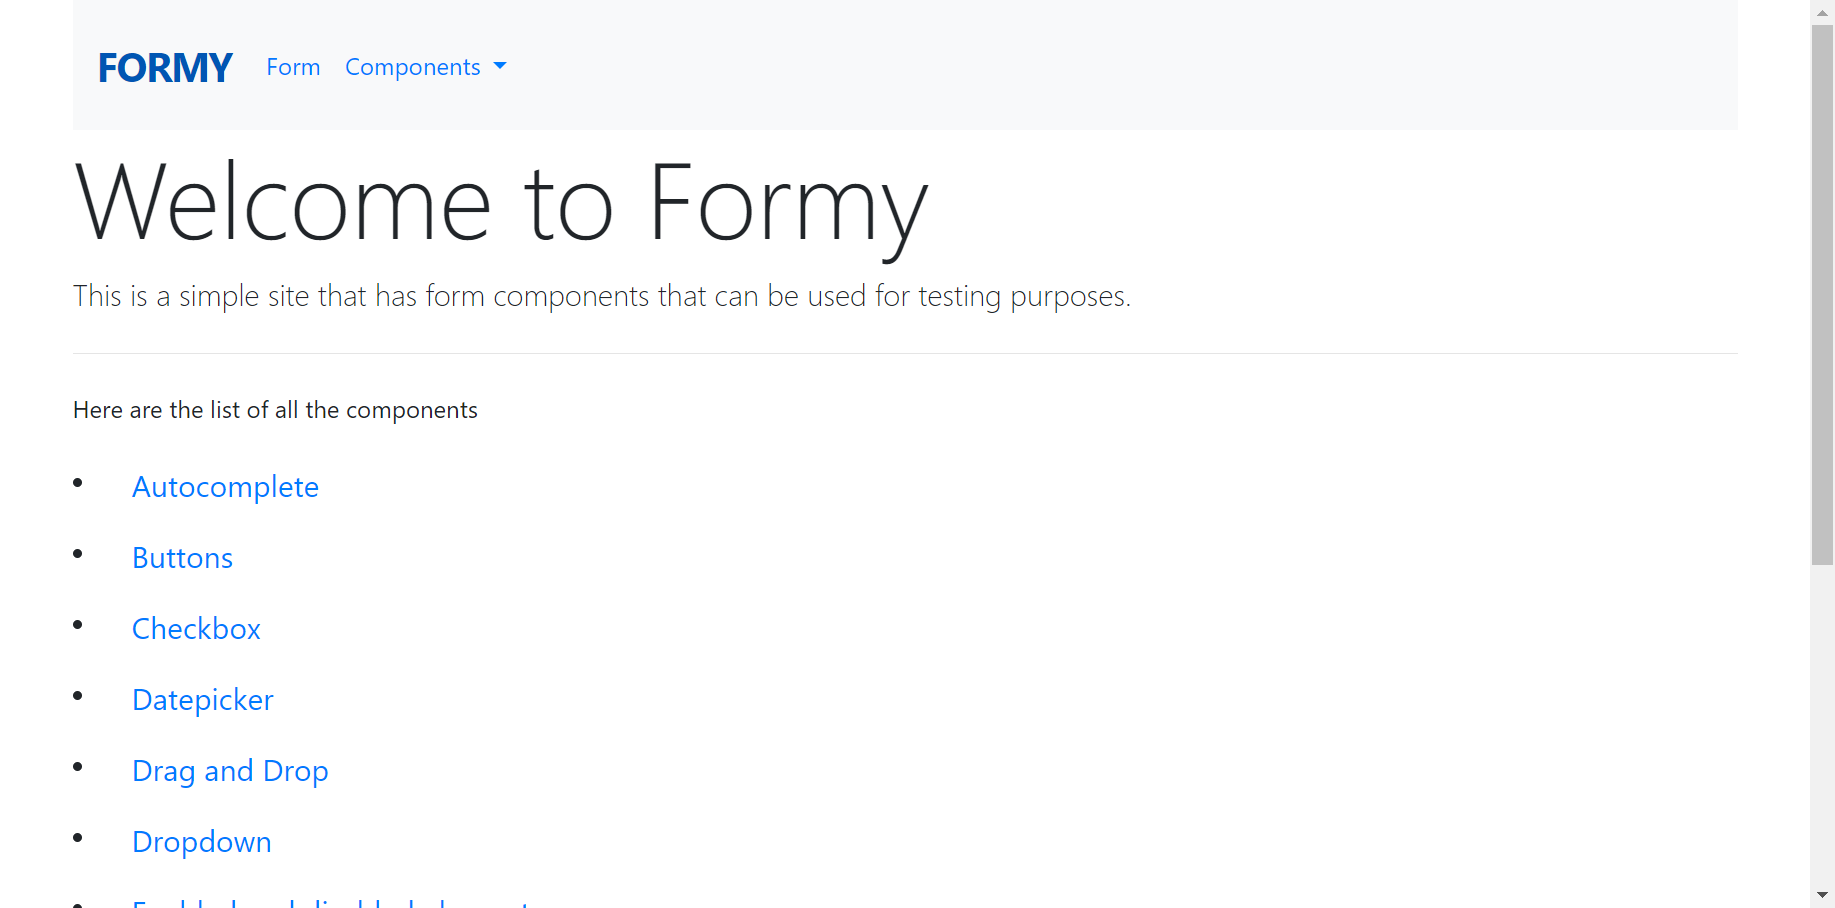 FORMY Form Components
Welcome to Formy
This is a simple site that has form components that can be used for testing purposes.
Here are the list of all the components
• Autocomplete
• Buttons
• Checkbox
• Datepicker
• Drag and Drop
• Dropdown